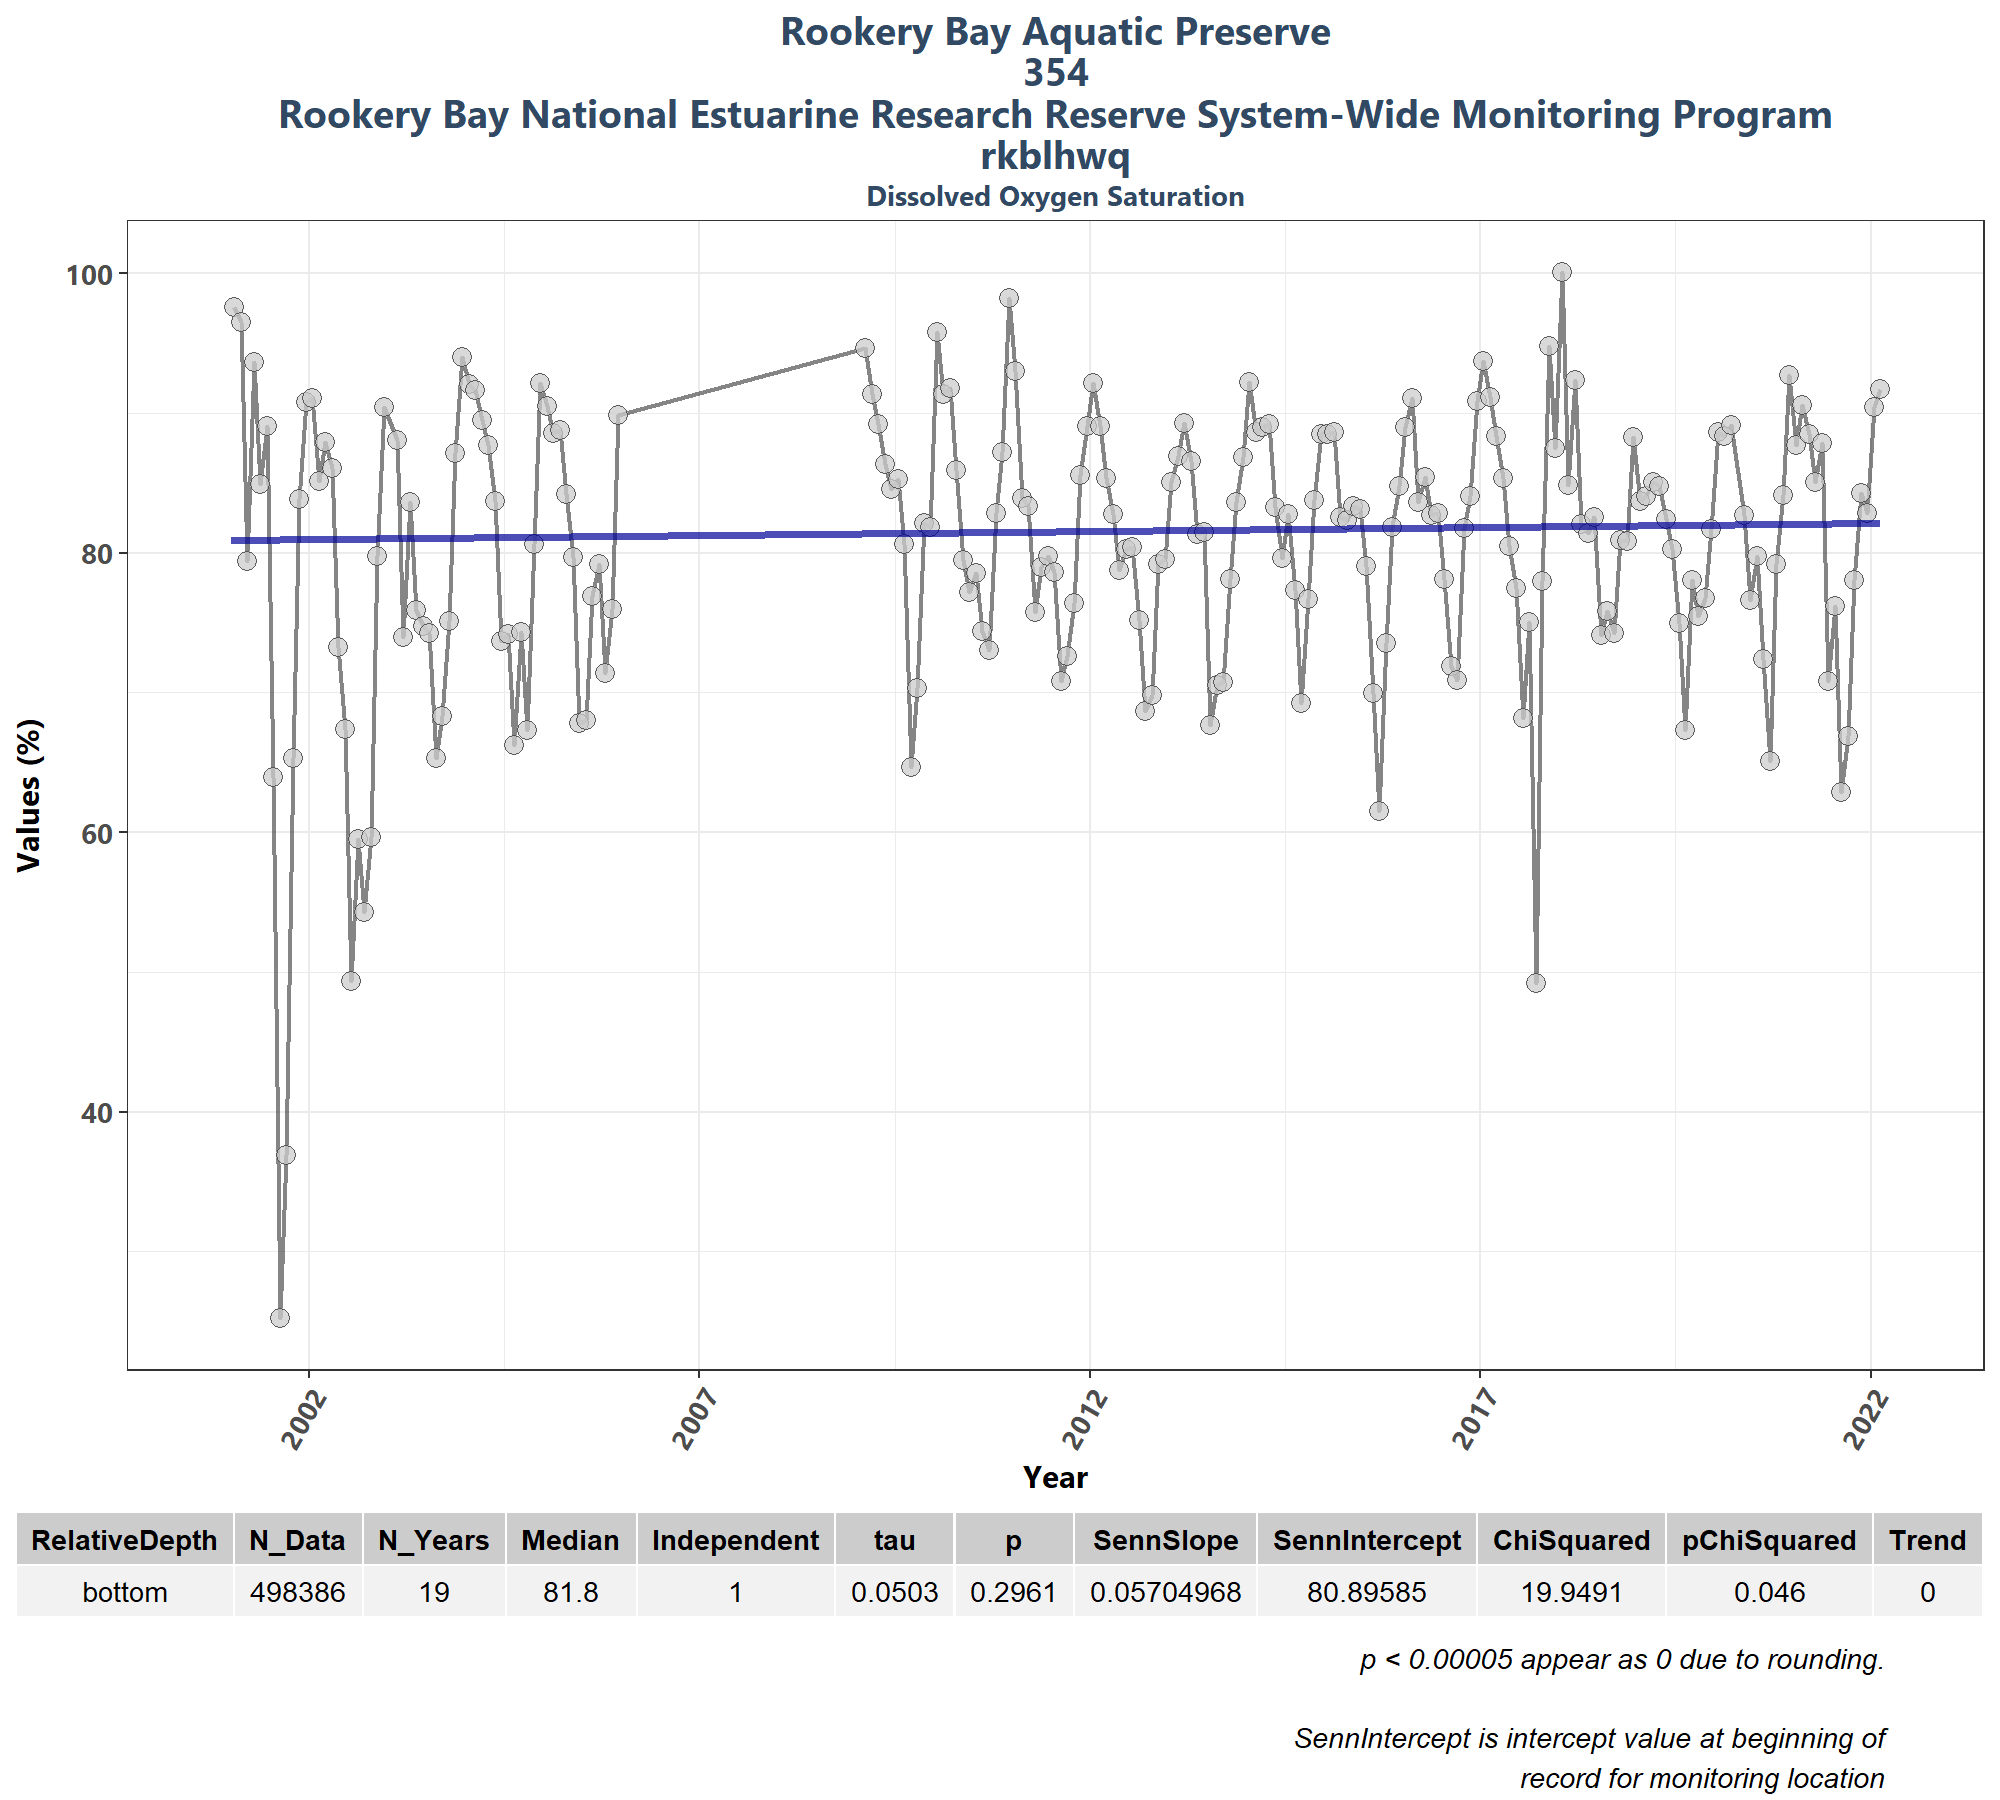 Rookery Bay Aquatic Preserve
354
Rookery Bay National Estuarine Research Reserve System-Wide Monitoring Program
rkblhwq
Dissolved Oxygen Saturation
100
80
60
40
Values (%)
2002 2007 2012 2017 2022
Year
RelativeDepth N_Data N_Years Median Independent tau p SennSlope SennIntercept ChiSquared pChiSquared Trend
bottom 498386 19 81.8 1 0.0503 0.2961 0.05704968 80.89585 19.9491 0.046 0
p < 0.00005 appear as 0 due to rounding.
SennIntercept is intercept value at beginning of
record for monitoring location